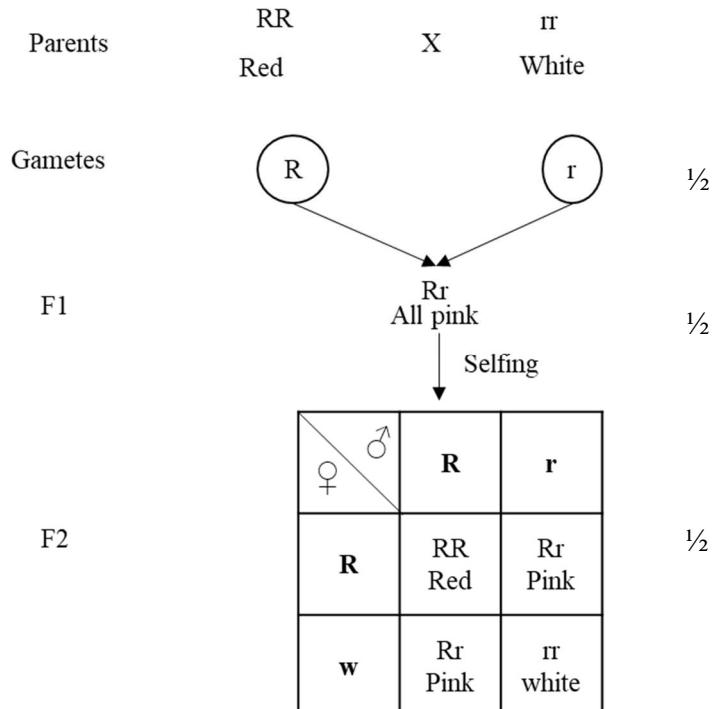 Parents
RR
Red
X
rr
White
Gametes
R
r
½
F1
Rr
All pink
½
Selfing
♀ ♂
R
r
F2
R
RR
Red
Rr
Pink
½
w
Rr
Pink
rr
white